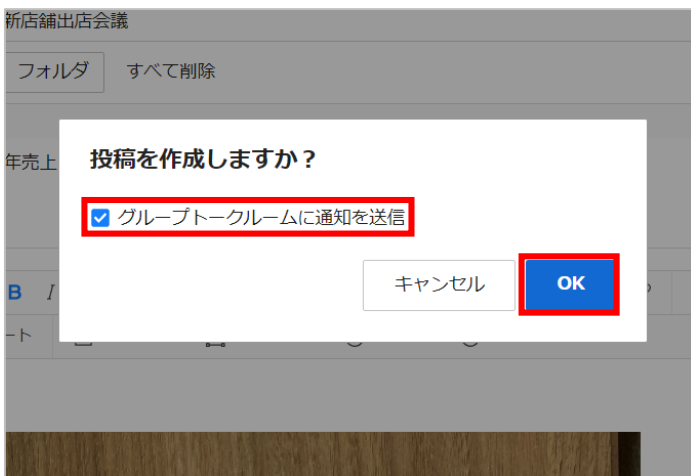 新店舗出店会議
フォルダ すべて削除
年売上
投稿を作成しますか？
グループトークルームに通知を送信
キャンセル OK
B I
ート